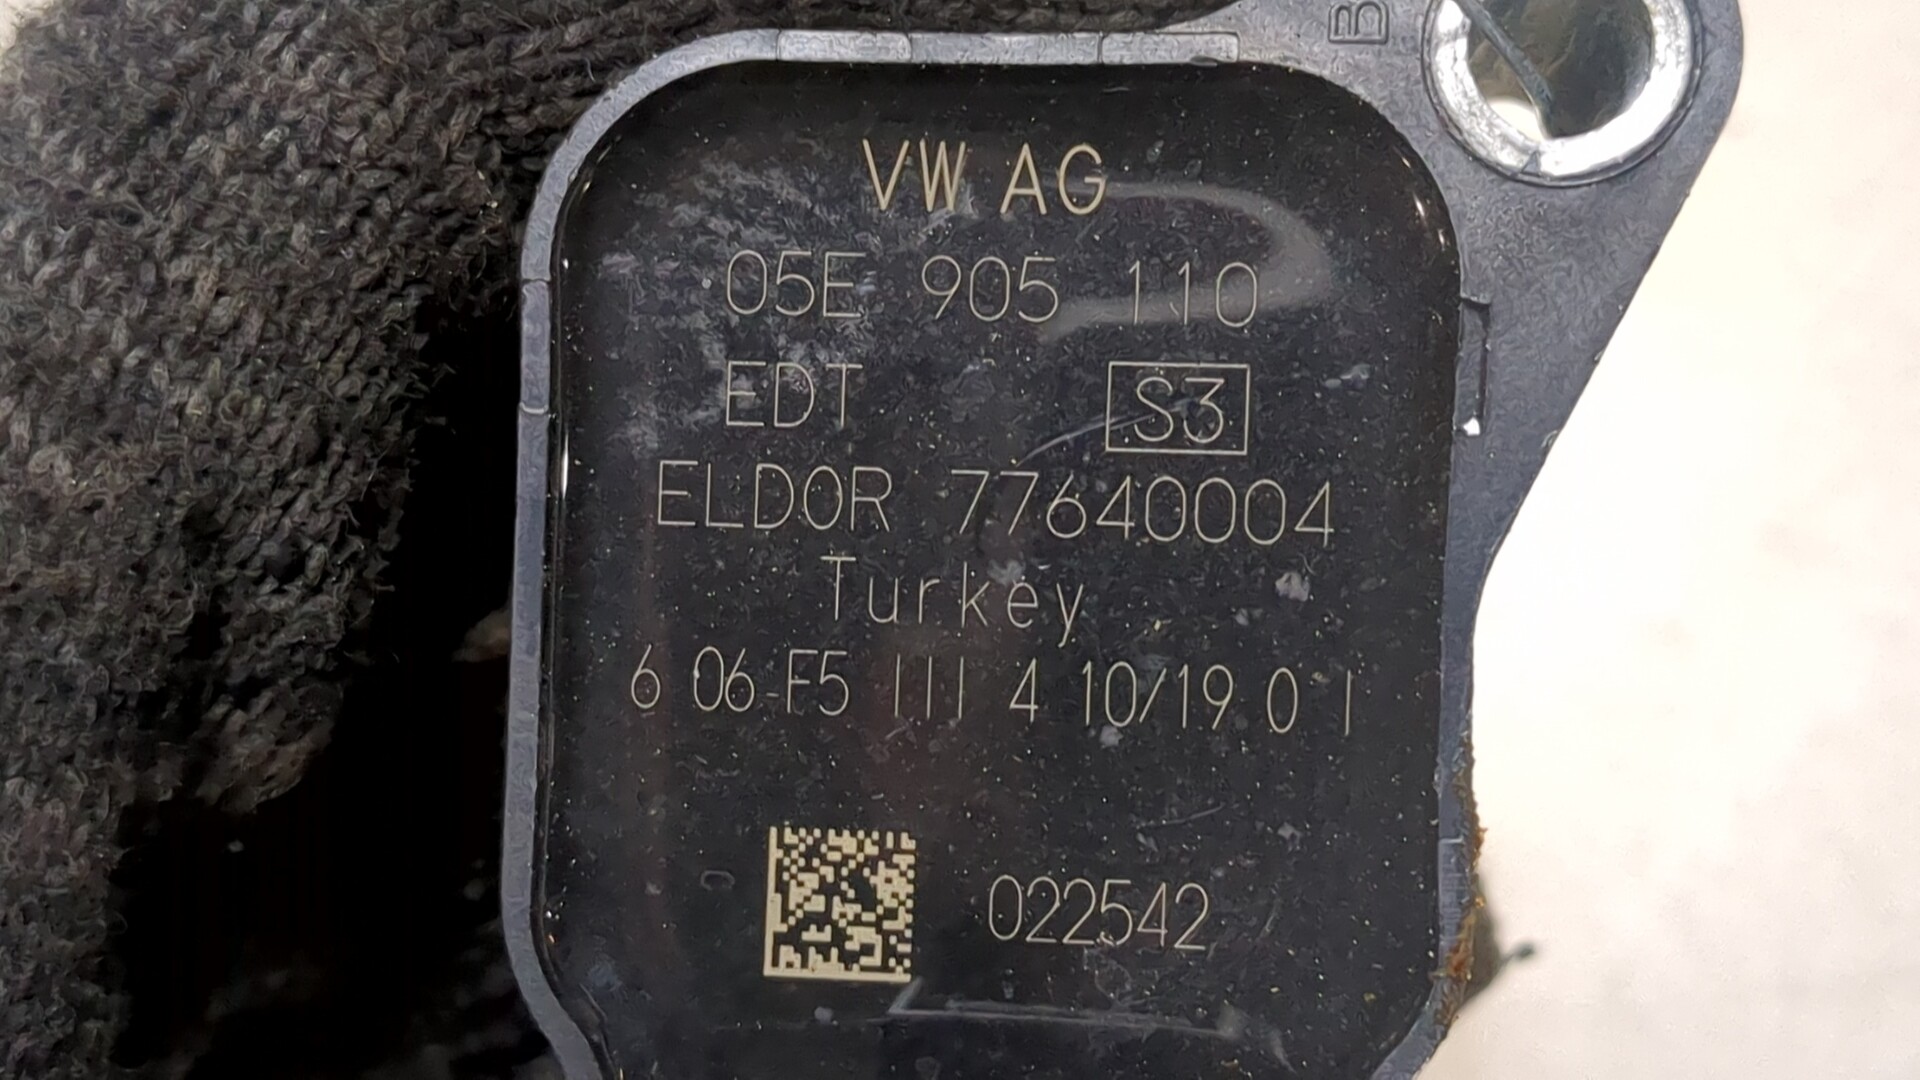 B
VW AG
05E 905 110
EDT S3
ELDOR 77640004
Turkey
6 06-F5 III 4 10/19 0 I
022542